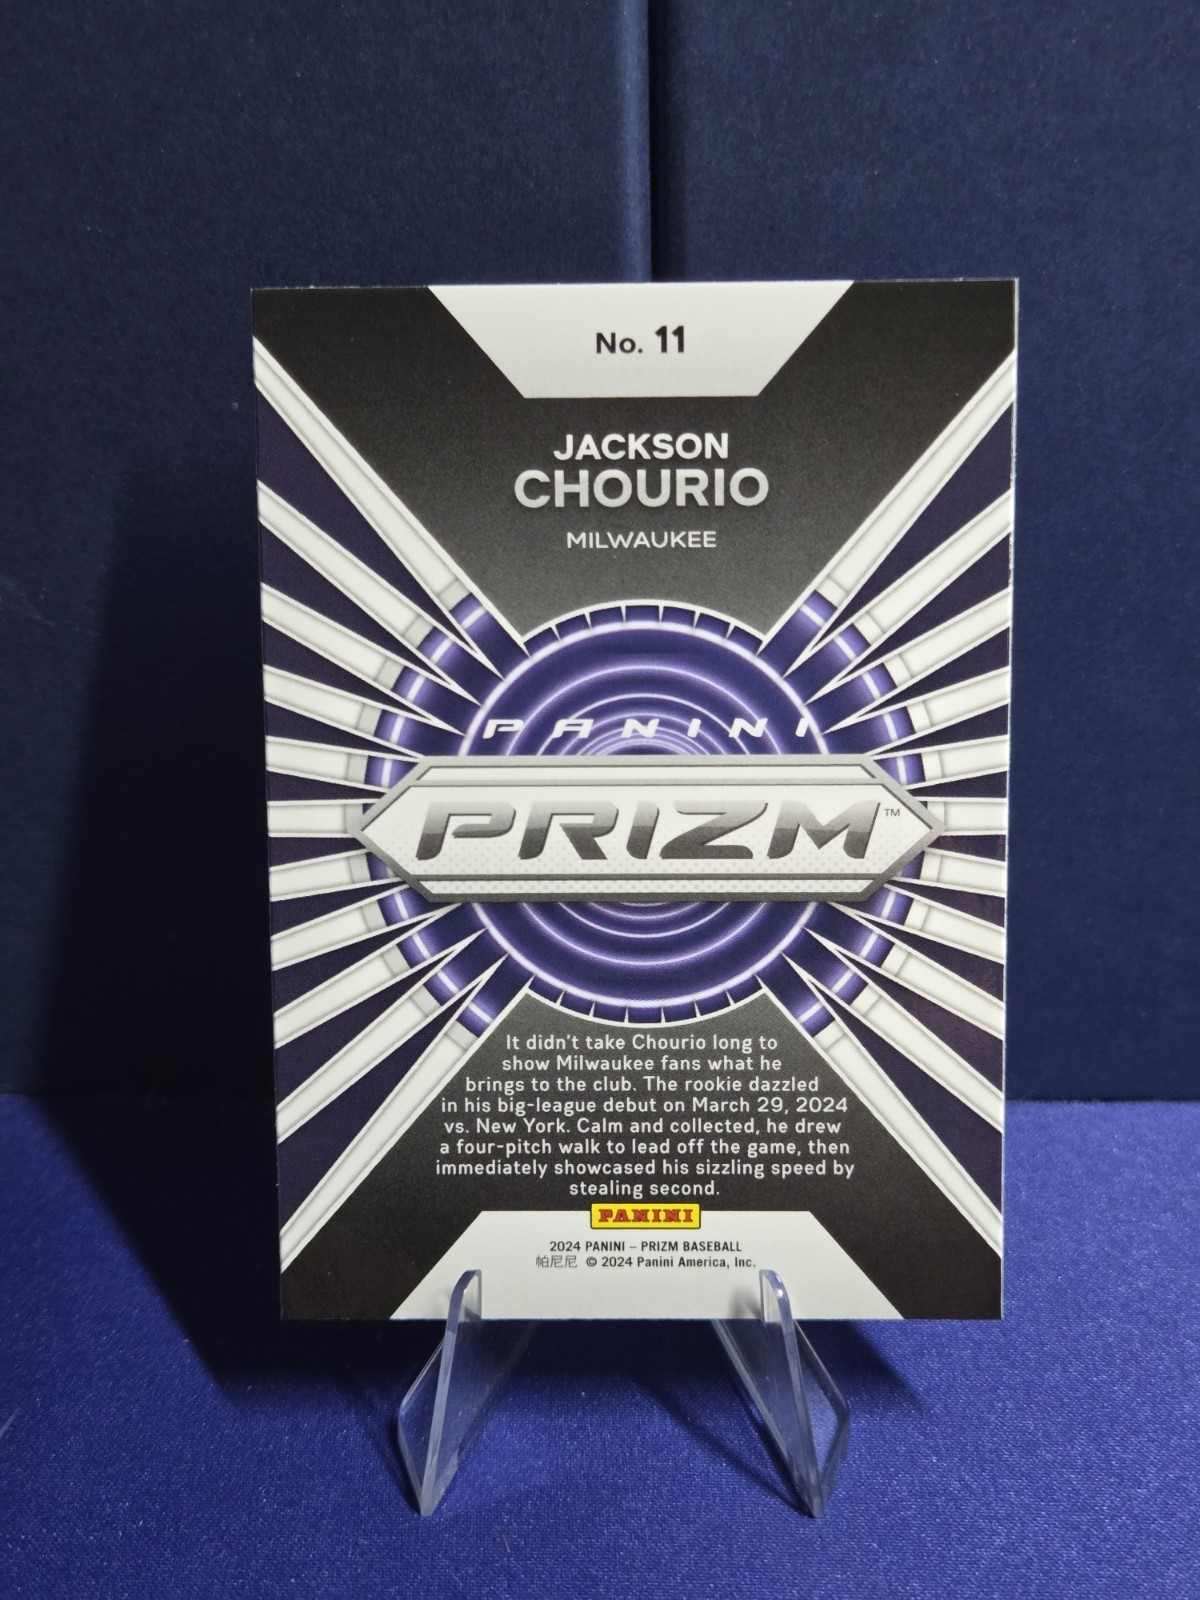 No. 11
JACKSON
CHOURIO
MILWAUKEE
PANINI
PRIZM™
It didn't take Chourio long to
show Milwaukee fans what he
brings to the club. The rookie dazzled
in his big-league debut on March 29, 2024
vs. New York. Calm and collected, he drew
a four-pitch walk to lead off the game, then
immediately showcased his sizzling speed by
stealing second.
PANINI
2024 PANINI – PRIZM BASEBALL
帕尼尼 © 2024 Panini America, Inc.